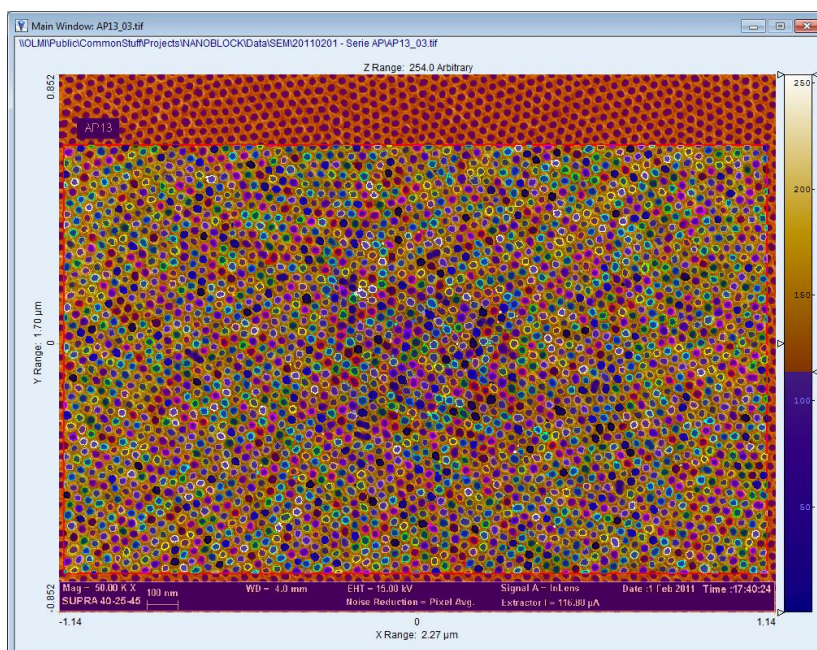 Main Window: AP13_03.tif
\\OLMI\Public\CommonStuff\Projects\NANOBLOCK\Data\SEM\20110201 - Serie AP\AP13_03.tif
Z Range: 254.0 Arbitrary
0.852
250
AP13
200
150
Y Range: 1.70 µm
0
100
50
Mag = 50.00 K X
100 nm
WD = 4.0 mm
EHT = 15.00 kV
Signal A = InLens
Date :1 Feb 2011
Time :17:40:24
SUPRA 40-25-45
Noise Reduction = Pixel Avg.
Extractor I = 116.80 µA
-0.852
-1.14
0
1.14
X Range: 2.27 µm